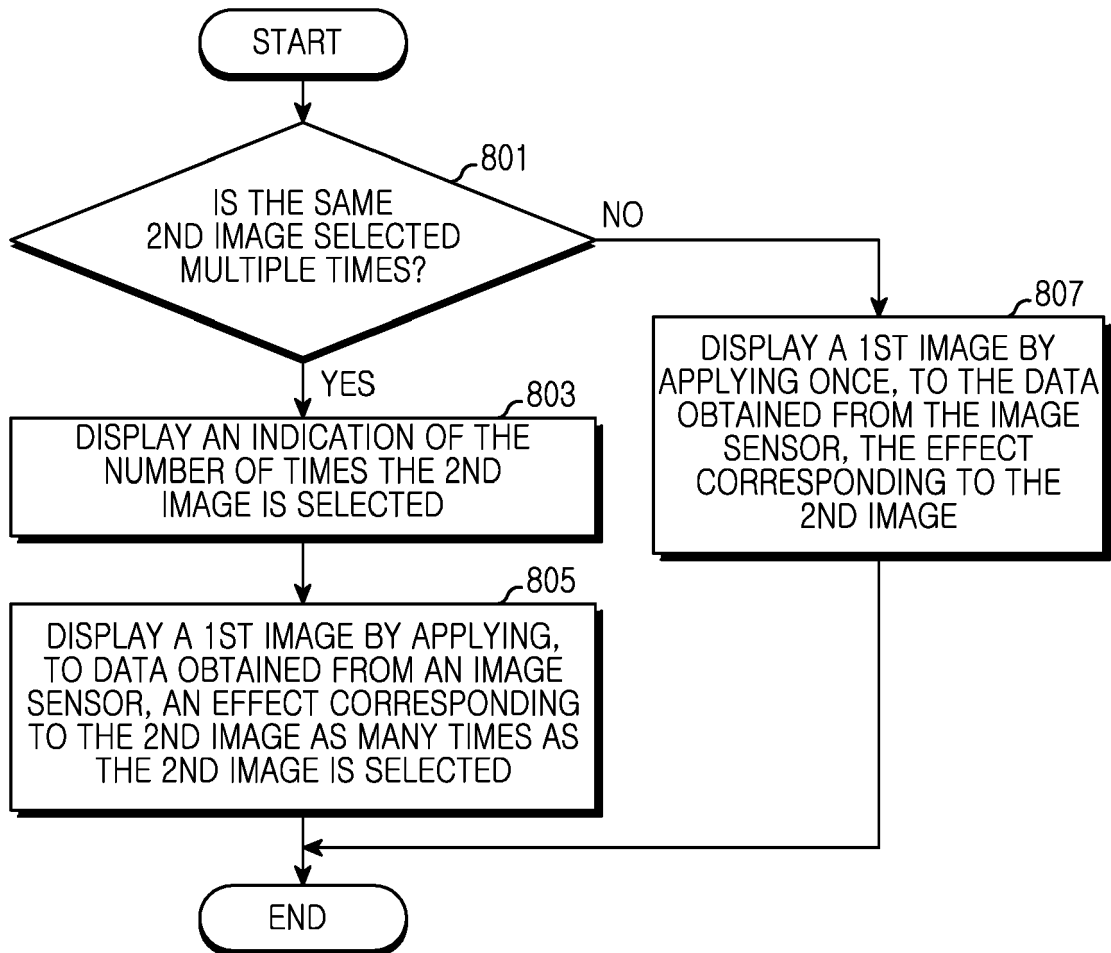 START
801
IS THE SAME
2ND IMAGE SELECTED
MULTIPLE TIMES?
NO
YES
803
DISPLAY AN INDICATION OF THE
NUMBER OF TIMES THE 2ND
IMAGE IS SELECTED
807
DISPLAY A 1ST IMAGE BY
APPLYING ONCE, TO THE DATA
OBTAINED FROM THE IMAGE
SENSOR, THE EFFECT
CORRESPONDING TO THE
2ND IMAGE
805
DISPLAY A 1ST IMAGE BY APPLYING,
TO DATA OBTAINED FROM AN IMAGE
SENSOR, AN EFFECT CORRESPONDING
TO THE 2ND IMAGE AS MANY TIMES AS
THE 2ND IMAGE IS SELECTED
END